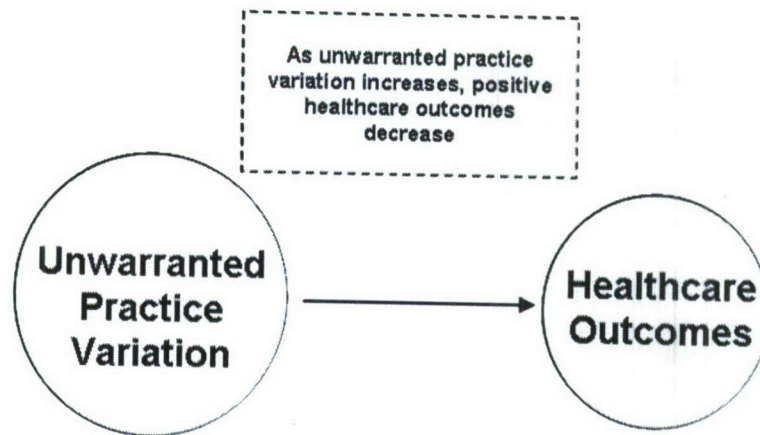 As unwarranted practice
variation increases, positive
healthcare outcomes
decrease
Unwarranted
Practice
Variation
Healthcare
Outcomes